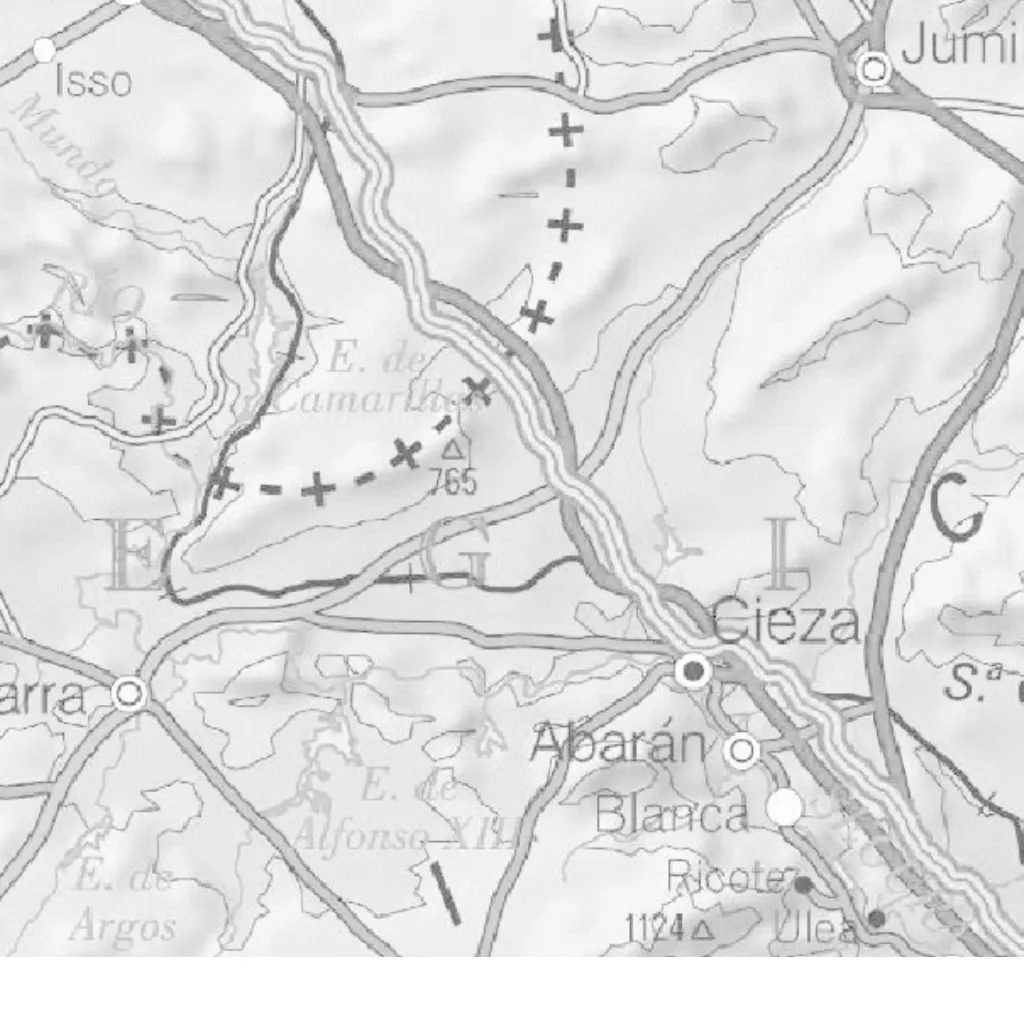 Jumi
Isso
Mundo
E. de
Camarillas
765
C
E G I
Cieza
S.ª
arra
Abarán
E. de
Blanca
Alfonso XIII
E. de
Ricote
Argos
1124
Ulea